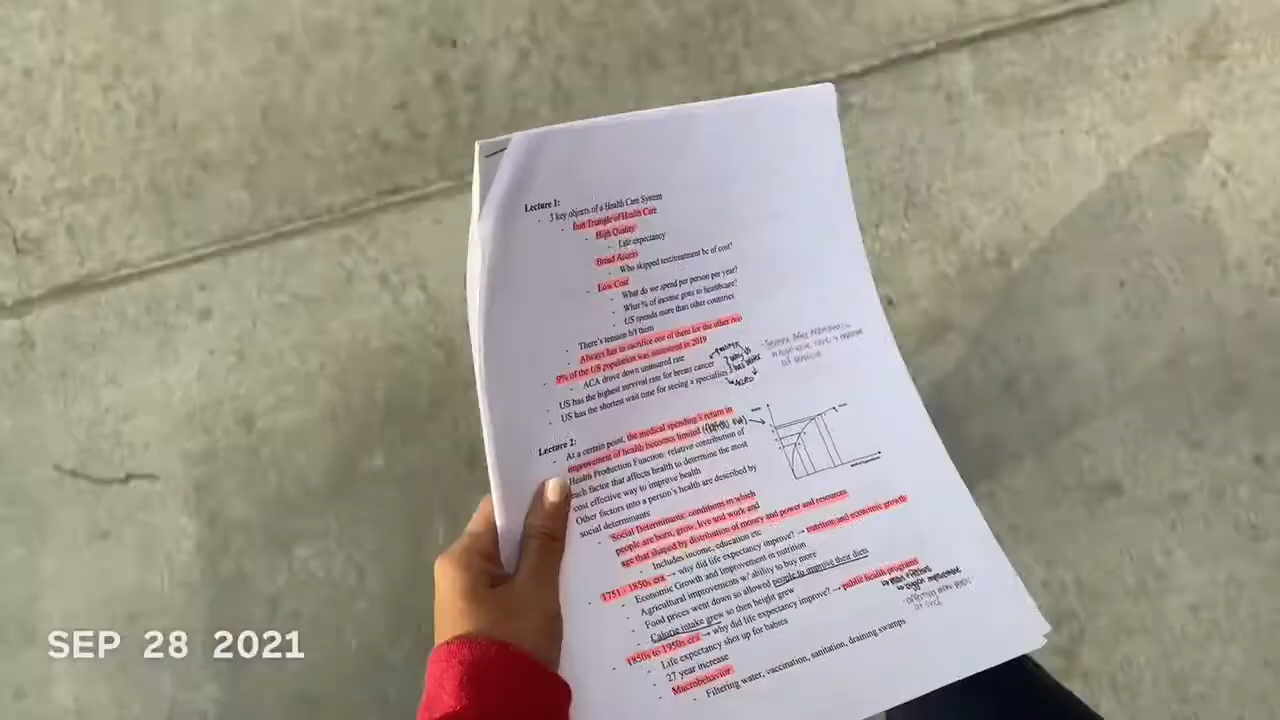 Lecture 1:
- 3 key objects of a Health Care System
- Iron Triangle of Health Care
- High Quality
- Life expectancy
- Broad Access
- Who skipped test/treatment bc of cost?
- Low Cost
- What do we spend per person per year?
- What % of income goes to healthcare?
- US spends more than other countries
- There's tension b/t them
- Always has to sacrifice one of them for the other two
- 9% of the US population was uninsured in 2019
- ACA drove down uninsured rate
- US has the highest survival rate for breast cancer
- US has the shortest wait time for seeing a specialist
why US
has better
Lecture 2:
- At a certain point, the medical spending's return in
improvement of health becomes limited
- Health Production Function: relative contribution of
each factor that affects health to determine the most
cost effective way to improve health
- Other factors into a person's health are described by
social determinants
- Social Determinants: conditions in which
people are born, grow, live and work and
age that shaped by distribution of money and power and resources
- Includes income, education etc
- 1751 - 1850s era → why did life expectancy improve? → nutrition and economic growth
- Economic Growth and improvement in nutrition
- Agricultural improvements w/ ability to buy more
- Food prices went down so allowed people to improve their diets
- Calorie intake grew so then height grew
- 1850s to 1950s era → why did life expectancy improve? → public health programs
- Life expectancy shot up for babies
- 27 year increase
- Macrobehavior
- Filtering water, vaccination, sanitation, draining swamps
affecting many people
at once
SEP 28 2021